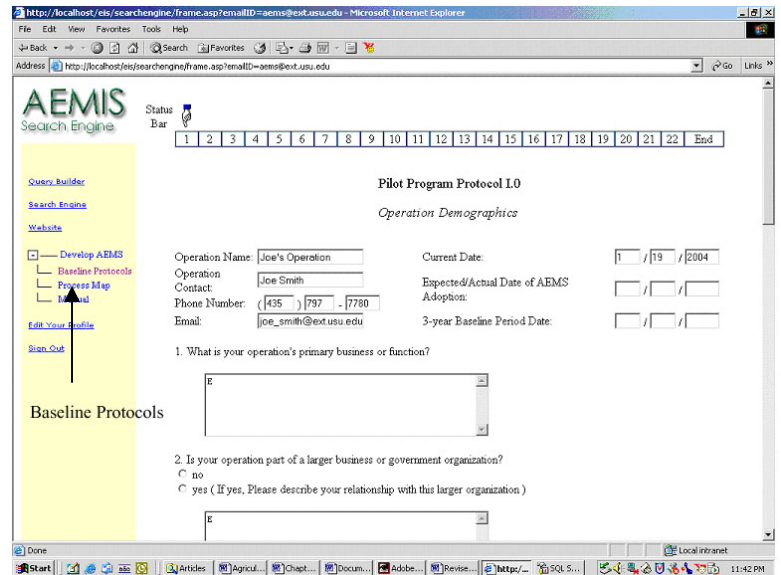 http://localhost/eis/searchengine/frame.asp?emailID=aems@ext.usu.edu - Microsoft Internet Explorer
File Edit View Favorites Tools Help
Back Search Favorites
Address http://localhost/eis/searchengine/frame.asp?emailID=aems@ext.usu.edu Go Links »
AEMIS
Search Engine
Status Bar
1 2 3 4 5 6 7 8 9 10 11 12 13 14 15 16 17 18 19 20 21 22 End
Query Builder
Search Engine
Website
Develop AEMS
Baseline Protocols
Process Map
Edit Your Profile
Sign Out
Baseline Protocols
Pilot Program Protocol I.0
Operation Demographics
Operation Name: Joe's Operation Current Date: 1 / 19 / 2004
Operation Contact: Joe Smith Expected/Actual Date of AEMS Adoption: / /
Phone Number: ( 435 ) 797 - 7780
Email: joe_smith@ext.usu.edu 3-year Baseline Period Date: / /
1. What is your operation's primary business or function?
E
2. Is your operation part of a larger business or government organization?
no
yes ( If yes, Please describe your relationship with this larger organization )
E
Done Local intranet
Start Articles Agricul... Chapt... Docum... Adobe... Revise... http:/... SQL S... 11:42 PM